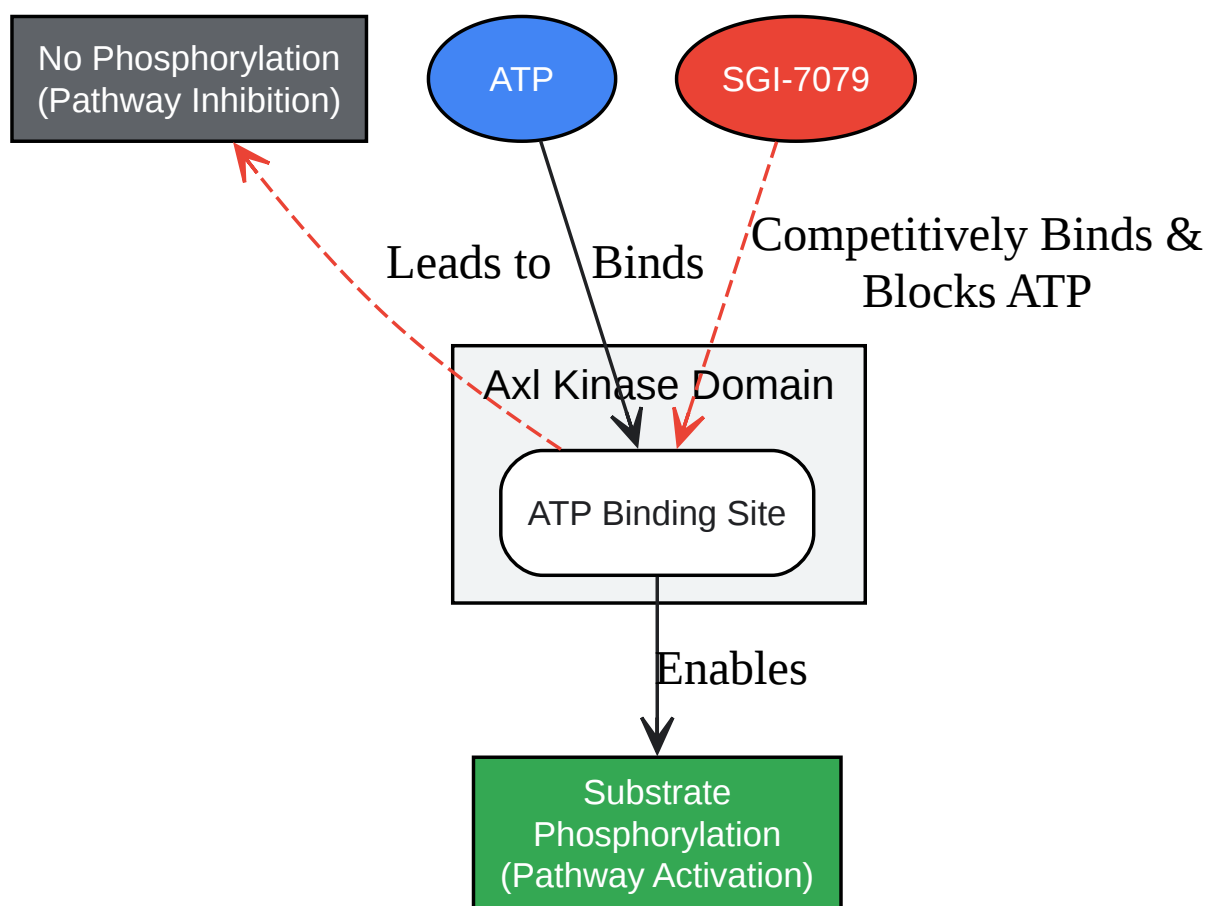 No Phosphorylation
(Pathway Inhibition)
ATP
SGI-7079
Leads to
Binds
Competitively Binds &
Blocks ATP
Axl Kinase Domain
ATP Binding Site
Enables
Substrate
Phosphorylation
(Pathway Activation)